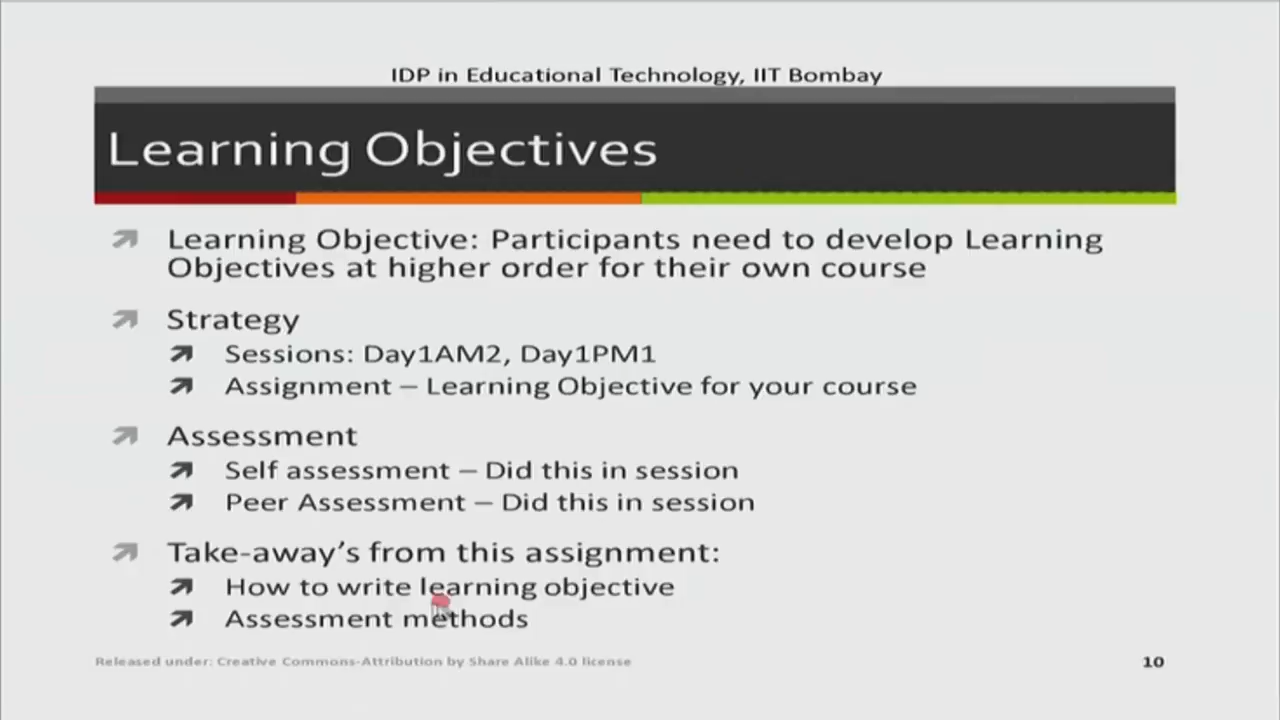 IDP in Educational Technology, IIT Bombay
Learning Objectives
Learning Objective: Participants need to develop Learning
Objectives at higher order for their own course
Strategy
Sessions: Day1AM2, Day1PM1
Assignment – Learning Objective for your course
Assessment
Self assessment – Did this in session
Peer Assessment – Did this in session
Take-away’s from this assignment:
How to write learning objective
Assessment methods
Released under: Creative Commons-Attribution by Share Alike 4.0 license
10